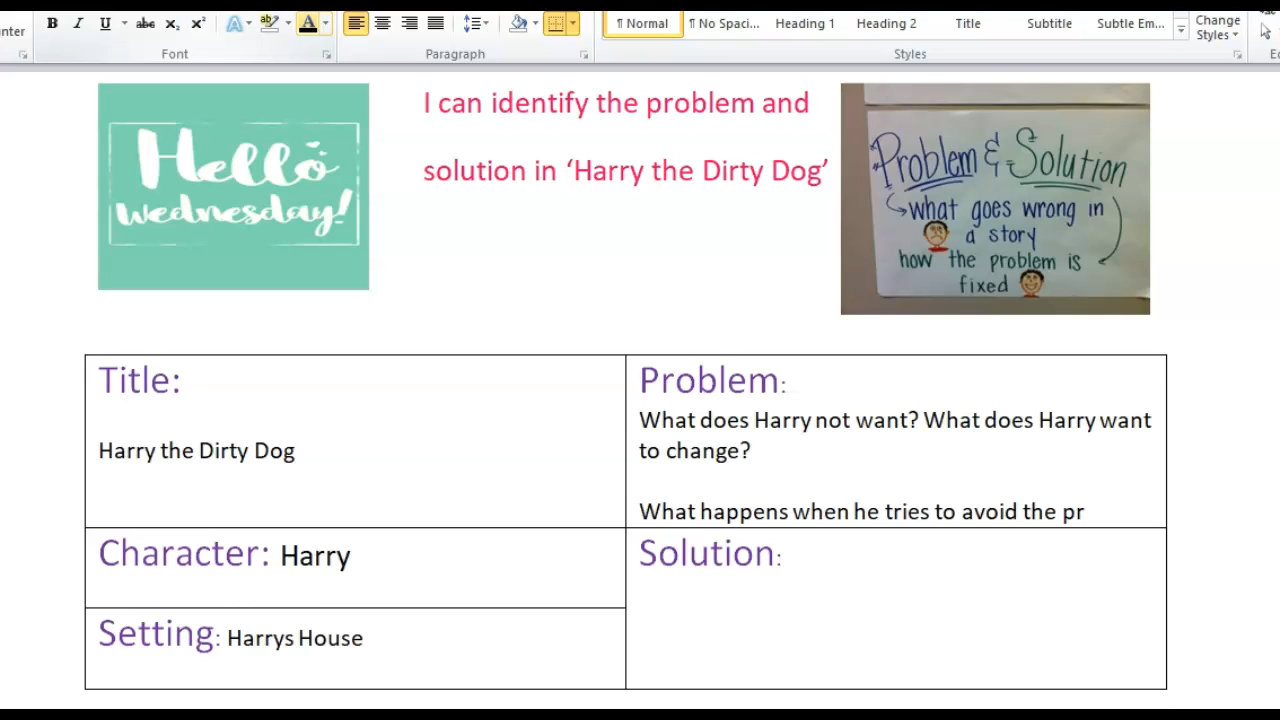 nter
B I U abc x₂ x² A ab A
¶ Normal ¶ No Spaci... Heading 1 Heading 2 Title Subtitle Subtle Em...
Change
Styles
Font Paragraph Styles
Hello
wednesday!
I can identify the problem and
solution in ‘Harry the Dirty Dog’
Problem & Solution
what goes wrong in
a story
how the problem is
fixed
Title:
Harry the Dirty Dog
Problem:
What does Harry not want? What does Harry want
to change?
What happens when he tries to avoid the pr
Character: Harry
Solution:
Setting: Harrys House